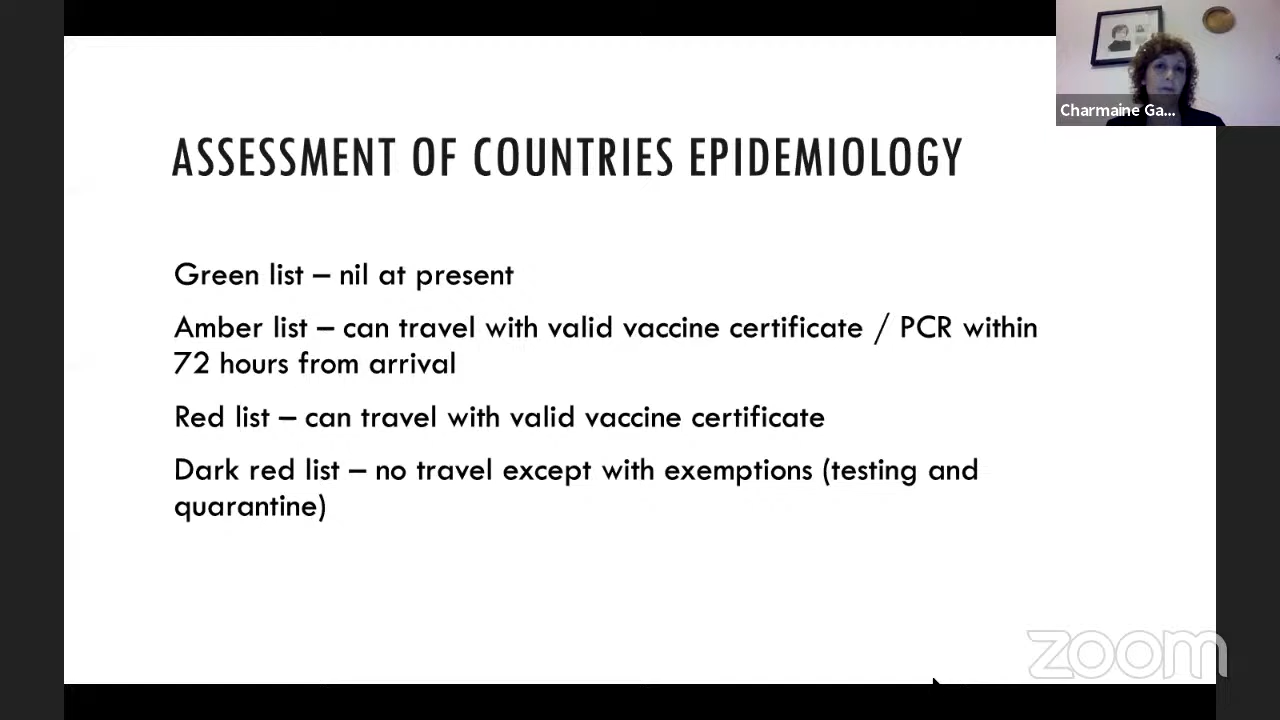 Charmaine Ga...
ASSESSMENT OF COUNTRIES EPIDEMIOLOGY
Green list – nil at present
Amber list – can travel with valid vaccine certificate / PCR within
72 hours from arrival
Red list – can travel with valid vaccine certificate
Dark red list – no travel except with exemptions (testing and
quarantine)
zoom